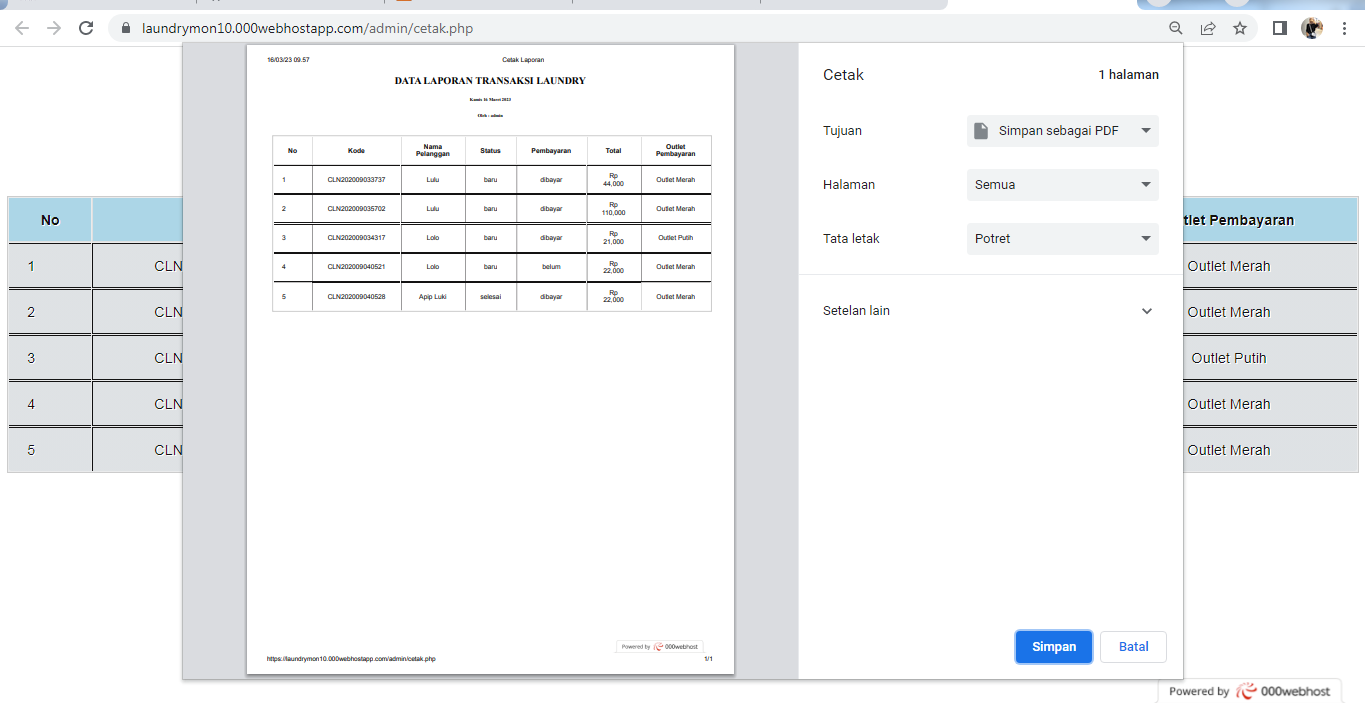 laundrymon10.000webhostapp.com/admin/cetak.php
16/03/23 09.57
Cetak Laporan
DATA LAPORAN TRANSAKSI LAUNDRY
Kamis 16 Maret 2023
Oleh : admin
No Kode Nama Pelanggan Status Pembayaran Total Outlet Pembayaran
1 CLN202009033737 Lulu baru dibayar Rp 44,000 Outlet Merah
2 CLN202009035702 Lulu baru dibayar Rp 110,000 Outlet Merah
3 CLN202009034317 Lolo baru dibayar Rp 21,000 Outlet Putih
4 CLN202009040521 Lolo baru belum Rp 22,000 Outlet Merah
5 CLN202009040528 Apip Luki selesai dibayar Rp 22,000 Outlet Merah
Powered by 000webhost
https://laundrymon10.000webhostapp.com/admin/cetak.php
1/1
Cetak
1 halaman
Tujuan
Simpan sebagai PDF
Halaman
Semua
Tata letak
Potret
Setelan lain
Simpan
Batal
No
tlet Pembayaran
1 CLN
Outlet Merah
2 CLN
Outlet Merah
3 CLN
Outlet Putih
4 CLN
Outlet Merah
5 CLN
Outlet Merah
Powered by 000webhost